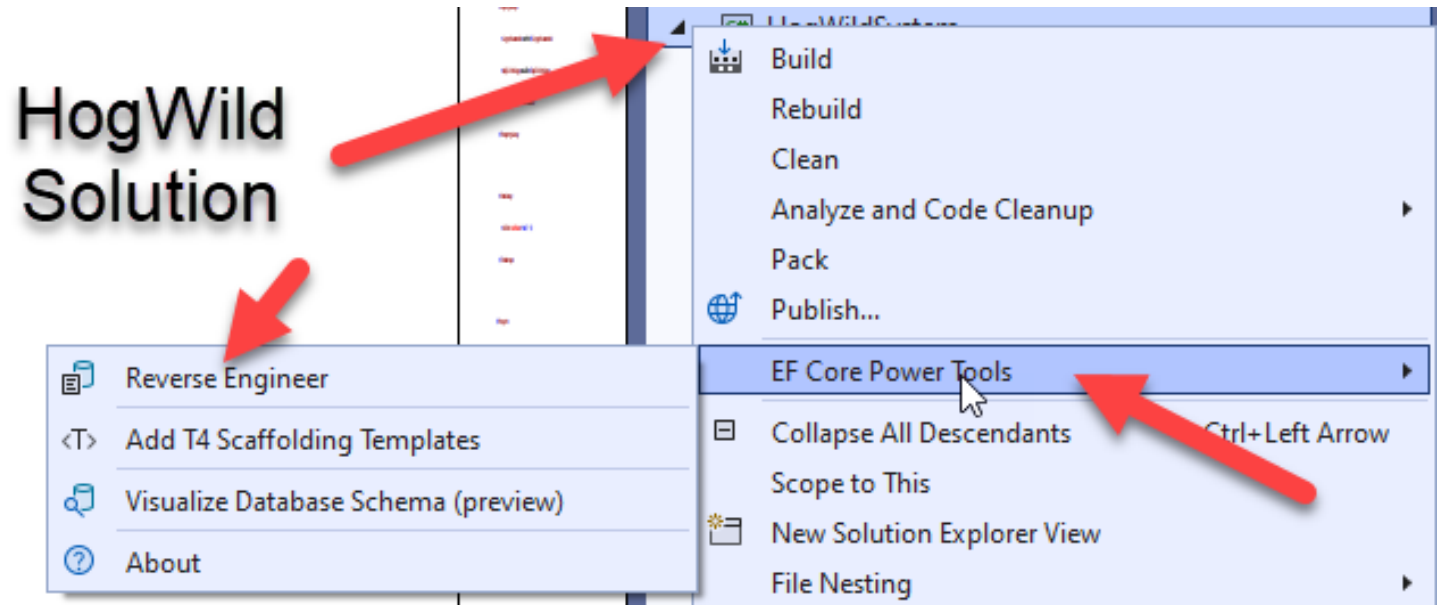 HogWild
Solution
HogWildSystem
Build
Rebuild
Clean
Analyze and Code Cleanup
Pack
Publish...
EF Core Power Tools
Collapse All Descendants Ctrl+Left Arrow
Scope to This
New Solution Explorer View
File Nesting
Reverse Engineer
<T> Add T4 Scaffolding Templates
Visualize Database Schema (preview)
? About